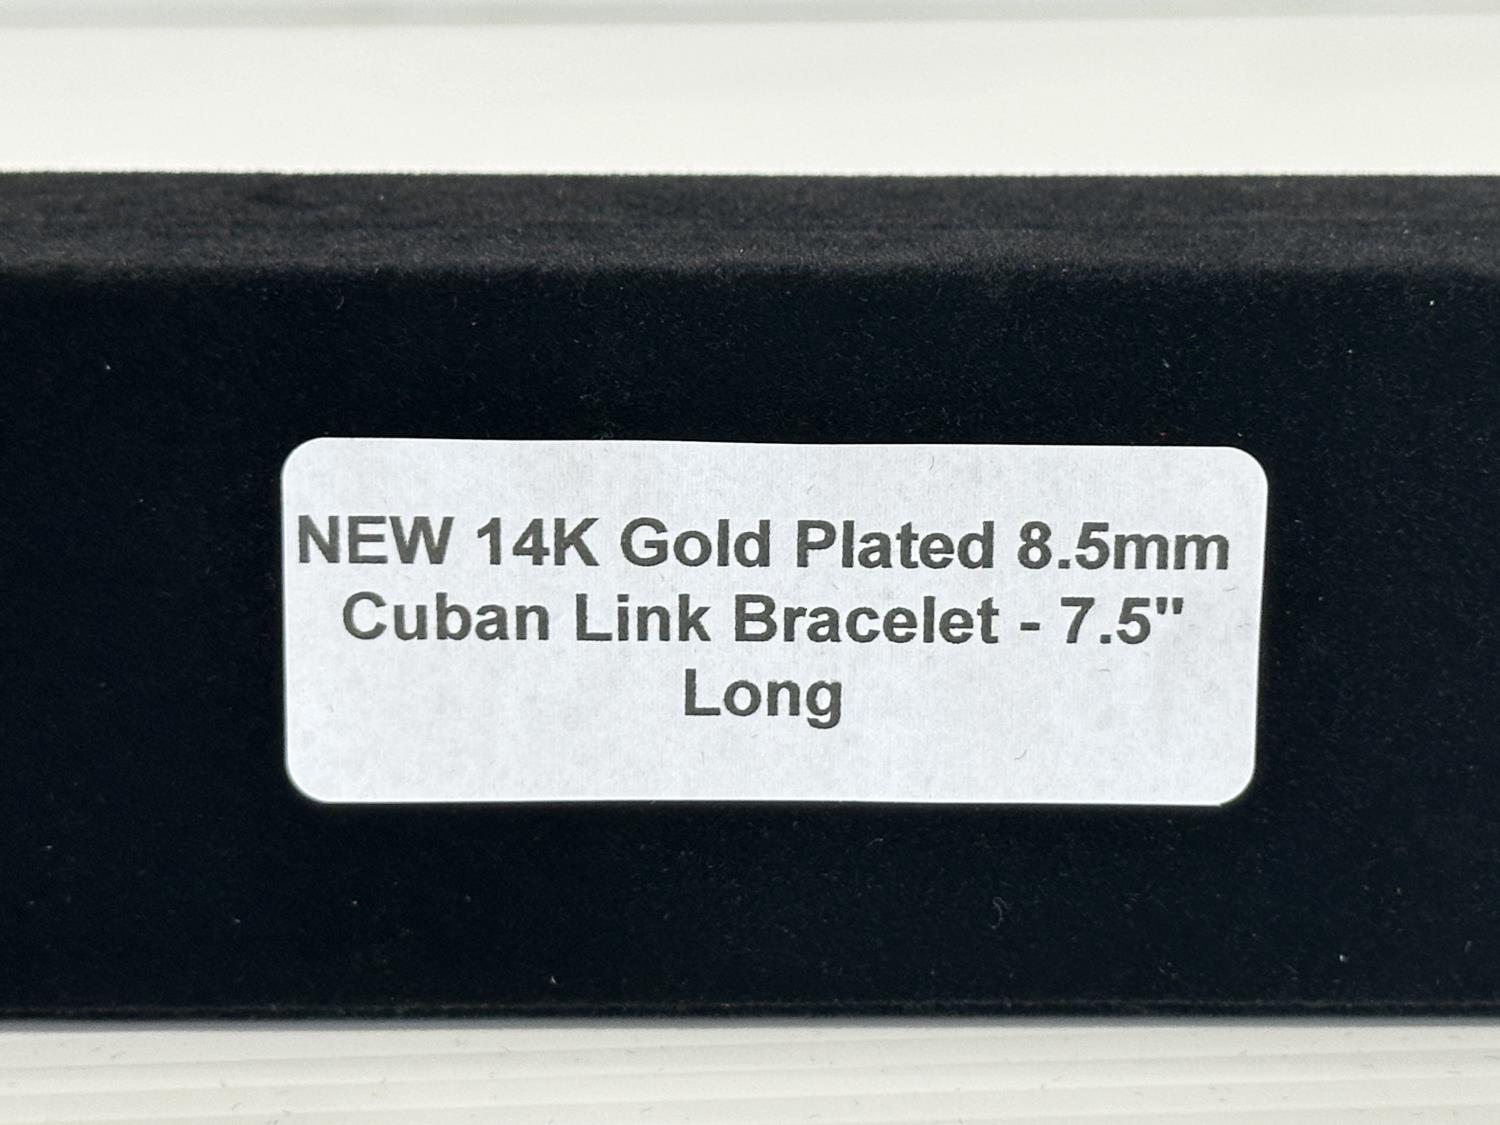 NEW 14K Gold Plated 8.5mm
Cuban Link Bracelet - 7.5"
Long